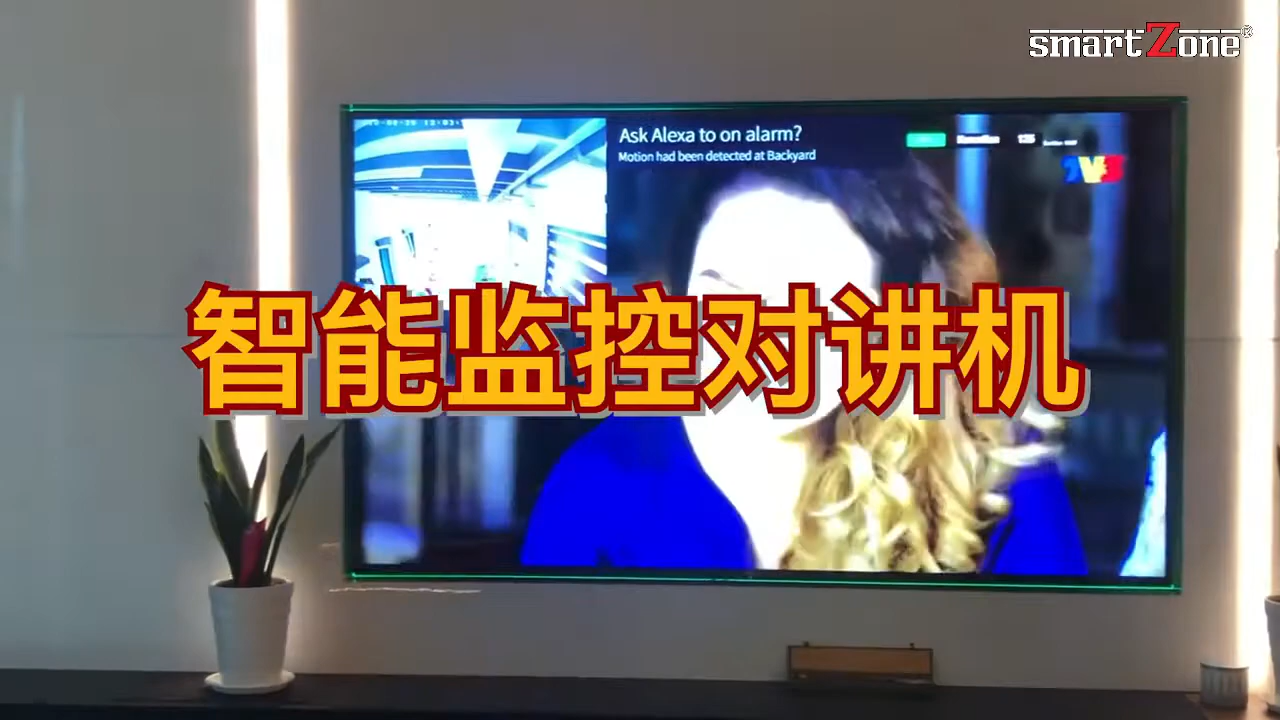 smartZone®
Ask Alexa to on alarm?
Motion had been detected at Backyard
TV3
智能监控对讲机